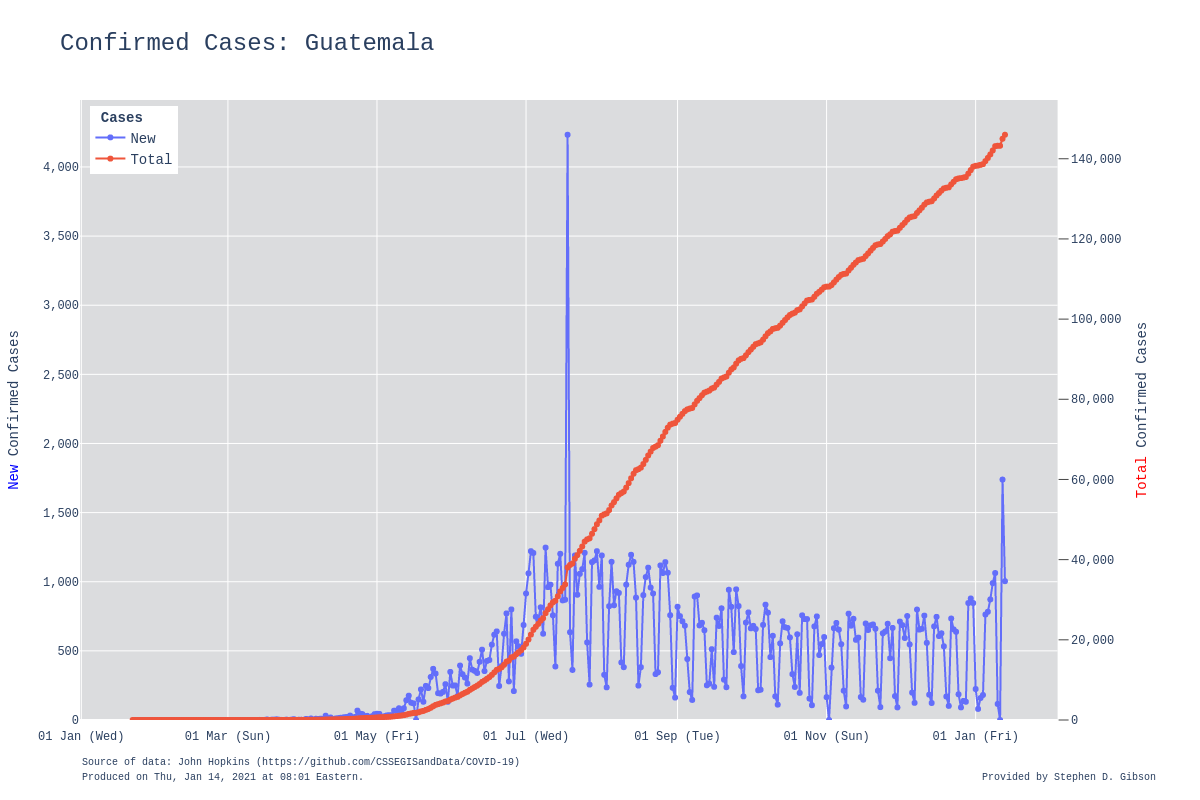 Confirmed Cases: Guatemala
Cases
New
Total
4,000
3,500
3,000
2,500
2,000
1,500
1,000
500
0
New Confirmed Cases
140,000
120,000
100,000
80,000
60,000
40,000
20,000
0
Total Confirmed Cases
01 Jan (Wed) 01 Mar (Sun) 01 May (Fri) 01 Jul (Wed) 01 Sep (Tue) 01 Nov (Sun) 01 Jan (Fri)
Source of data: John Hopkins (https://github.com/CSSEGISandData/COVID-19)
Produced on Thu, Jan 14, 2021 at 08:01 Eastern.
Provided by Stephen D. Gibson